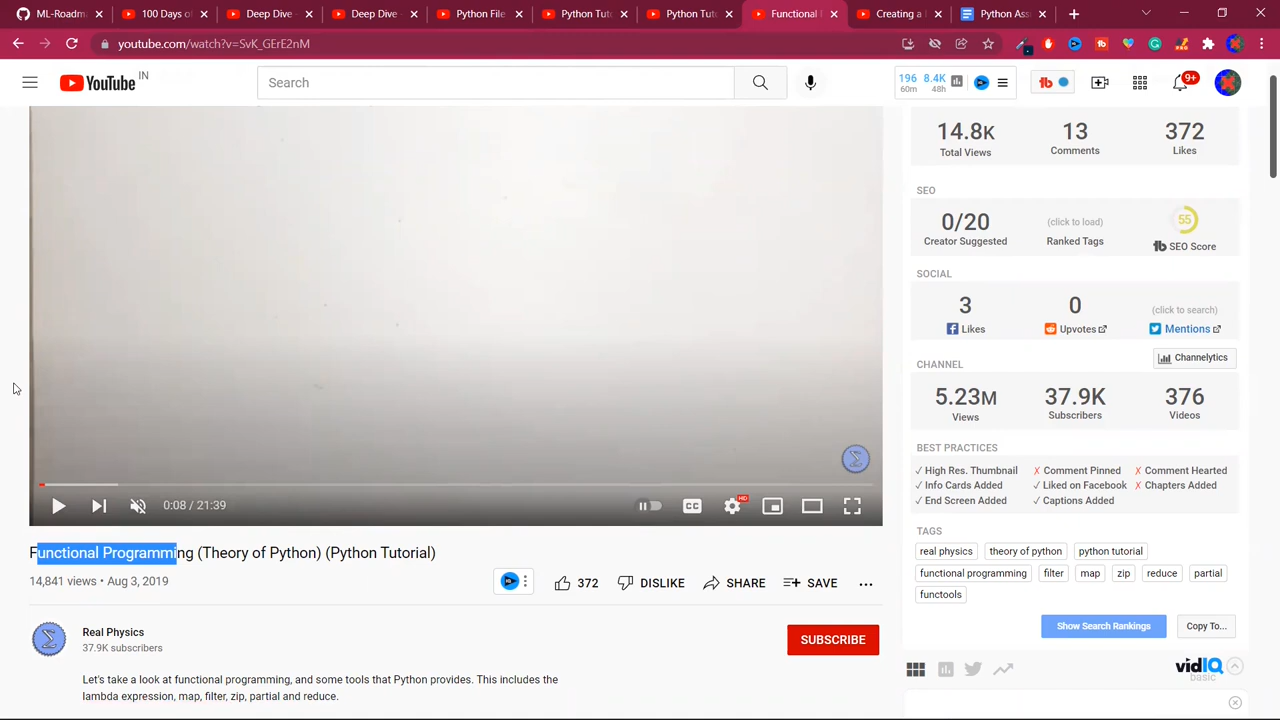 ML-Roadma
100 Days of
Deep Dive -
Deep Dive -
Python File
Python Tuto
Python Tuto
Functional
Creating a
Python Ass
youtube.com/watch?v=SvK_GErE2nM
YouTube IN
Search
196 8.4K
60m 48h
9+
14.8K 13 372
Total Views Comments Likes
SEO
0/20 (click to load) 55
Creator Suggested Ranked Tags SEO Score
SOCIAL
3 0 (click to search)
Likes Upvotes Mentions
CHANNEL Channelytics
5.23M 37.9K 376
Views Subscribers Videos
BEST PRACTICES
✓ High Res. Thumbnail ✗ Comment Pinned ✗ Comment Hearted
✓ Info Cards Added ✓ Liked on Facebook ✗ Chapters Added
✓ End Screen Added ✓ Captions Added
TAGS
real physics theory of python python tutorial
functional programming filter map zip reduce partial
functools
Show Search Rankings Copy To...
vidIQ
basic
0:08 / 21:39
CC HD
Functional Programming (Theory of Python) (Python Tutorial)
14,841 views • Aug 3, 2019
372 DISLIKE SHARE SAVE
Real Physics
37.9K subscribers
SUBSCRIBE
Let's take a look at functional programming, and some tools that Python provides. This includes the
lambda expression, map, filter, zip, partial and reduce.